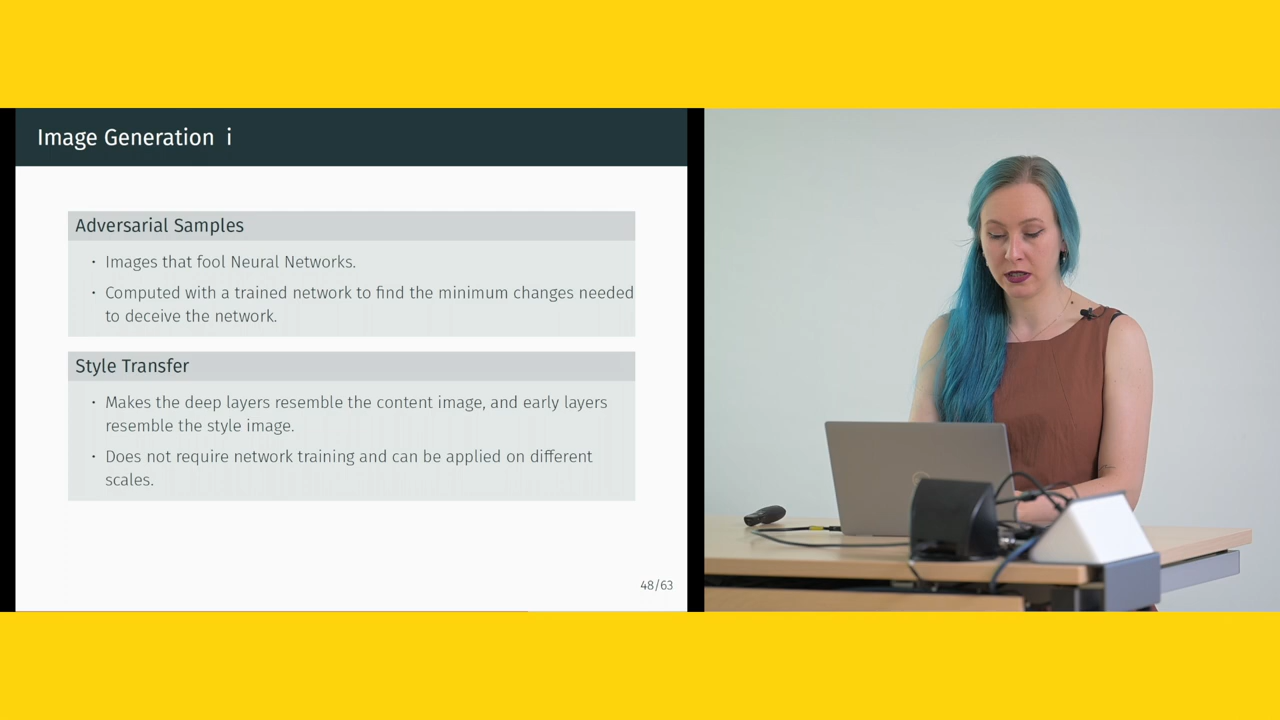 Image Generation i
Adversarial Samples
· Images that fool Neural Networks.
· Computed with a trained network to find the minimum changes needed
to deceive the network.
Style Transfer
· Makes the deep layers resemble the content image, and early layers
resemble the style image.
· Does not require network training and can be applied on different
scales.
48/63